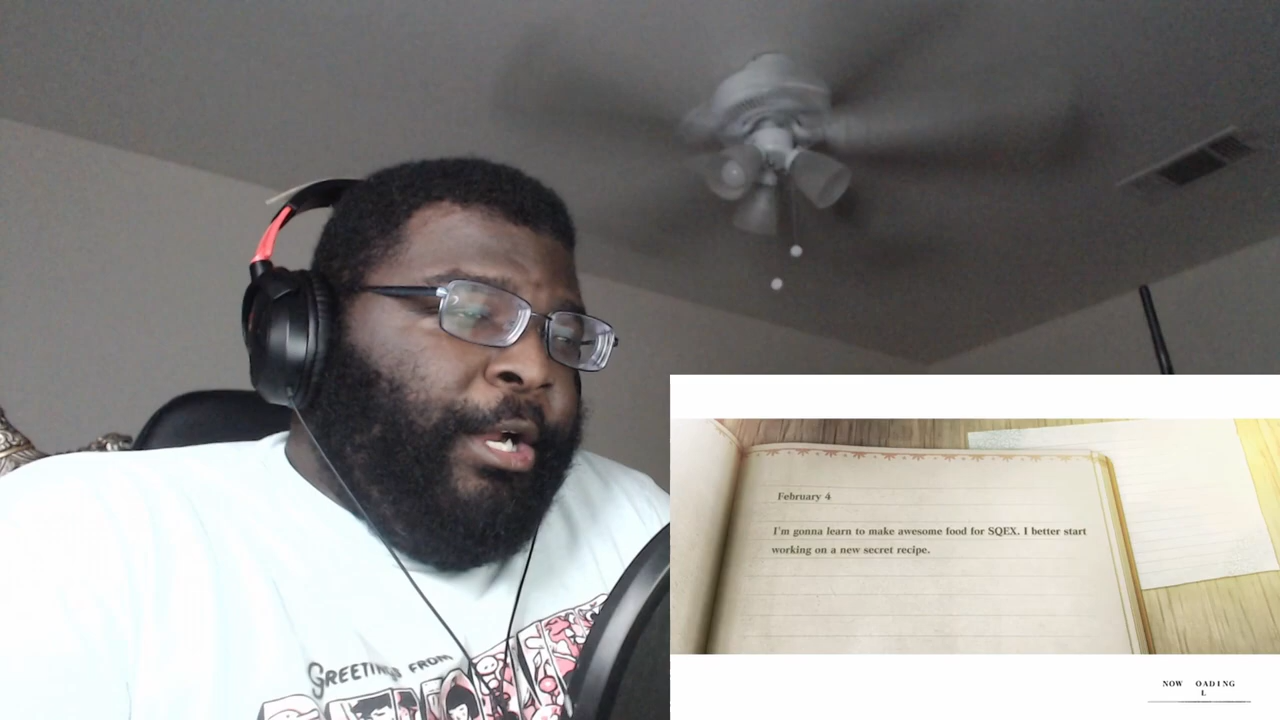 GREETINGS FROM
February 4
I'm gonna learn to make awesome food for SQEX. I better start
working on a new secret recipe.
NOW OADING
L